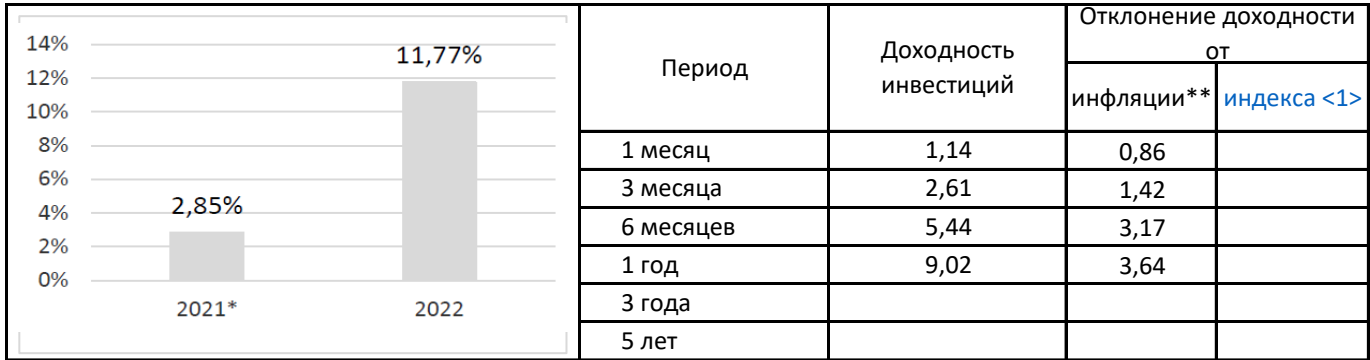 14%
12%
10%
8%
6%
4%
2%
0%
2,85%
11,77%
2021*
2022
Период
Доходность
инвестиций
Отклонение доходности
от
инфляции**
индекса <1>
1 месяц 1,14 0,86
3 месяца 2,61 1,42
6 месяцев 5,44 3,17
1 год 9,02 3,64
3 года
5 лет